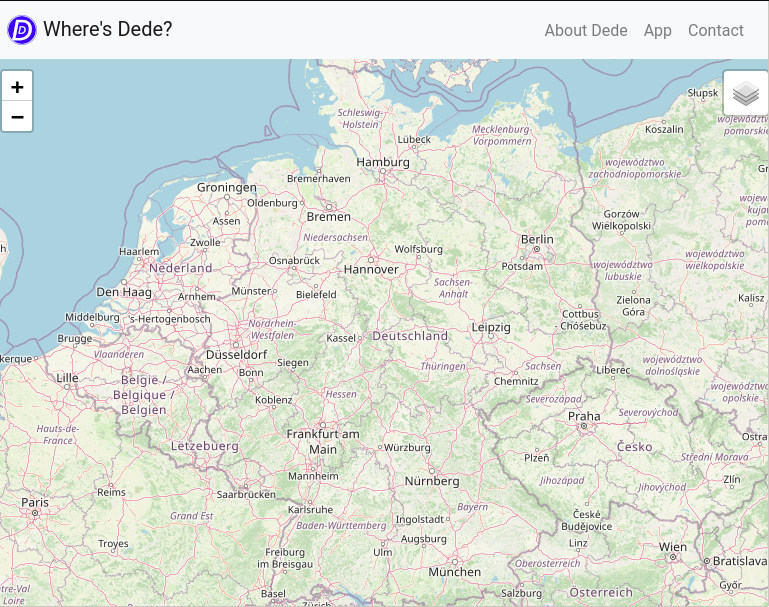 Where's Dede?
About Dede App Contact
+
−
Słupsk
Schleswig-
Holstein
Koszalin
Lübeck
Mecklenburg-
Vorpommern
Hamburg
województwo
zachodniopomorskie
Bremerhaven
Groningen
Oldenburg
Bremen
Assen
Gorzów
Wielkopolski
Zwolle
Niedersachsen
Berlin
Haarlem
Wolfsburg
Nederland
Osnabrück
Hannover
Potsdam
województwo
lubuskie
województwo
wielkopolskie
Den Haag
Arnhem
Münster
Bielefeld
Sachsen-
Anhalt
Zielona
Góra
Kalisz
Middelburg
's-Hertogenbosch
Cottbus
- Chóśebuz
Brugge
Nordrhein-
Westfalen
Kassel
Deutschland
Leipzig
Vlaanderen
Düsseldorf
Siegen
Thüringen
Sachsen
województwo
dolnośląskie
Lille
Aachen
Bonn
Chemnitz
Liberec
België /
Belgique /
Belgien
Koblenz
Hessen
Severozápad
Severovýchod
województwo
opolskie
Praha
Hauts-de-
France
Frankfurt am
Main
Lëtzebuerg
Würzburg
Česko
Plzeň
Střední Morava
Mannheim
Nürnberg
Jihozápad
Jihovýchod
Zlín
Paris
Reims
Saarbrücken
Karlsruhe
Bayern
Grand Est
Baden-Württemberg
Ingolstadt
České
Budějovice
Troyes
Freiburg
im Breisgau
Ulm
Augsburg
Linz
Wien
Bratislava
München
Oberösterreich
Győr
Basel
Zürich
Salzburg
Österreich